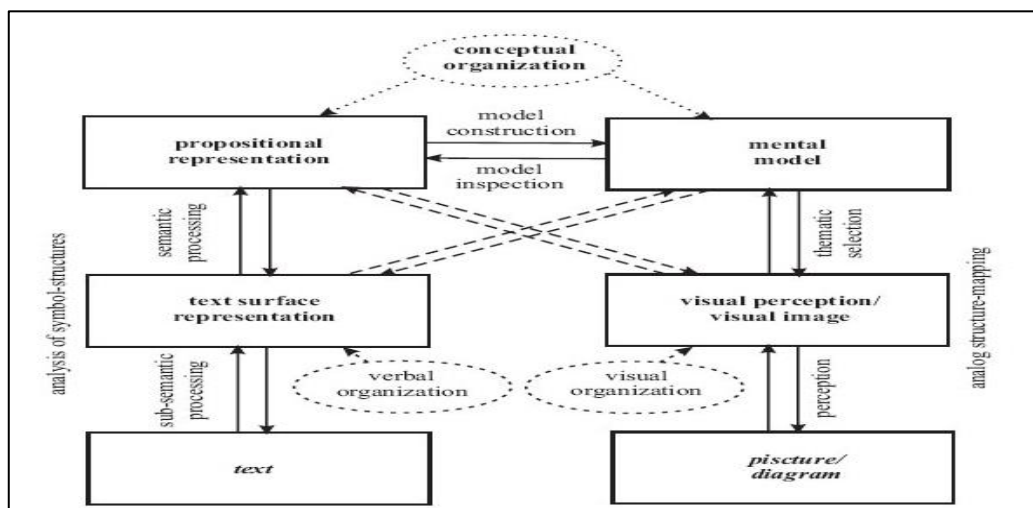 conceptual
organization
propositional
representation
model
construction
model
inspection
mental
model
semantic
processing
thematic
selection
analysis of symbol-structures
text surface
representation
visual perception/
visual image
analog structure-mapping
verbal
organization
visual
organization
sub-semantic
processing
perception
text
piscture/
diagram